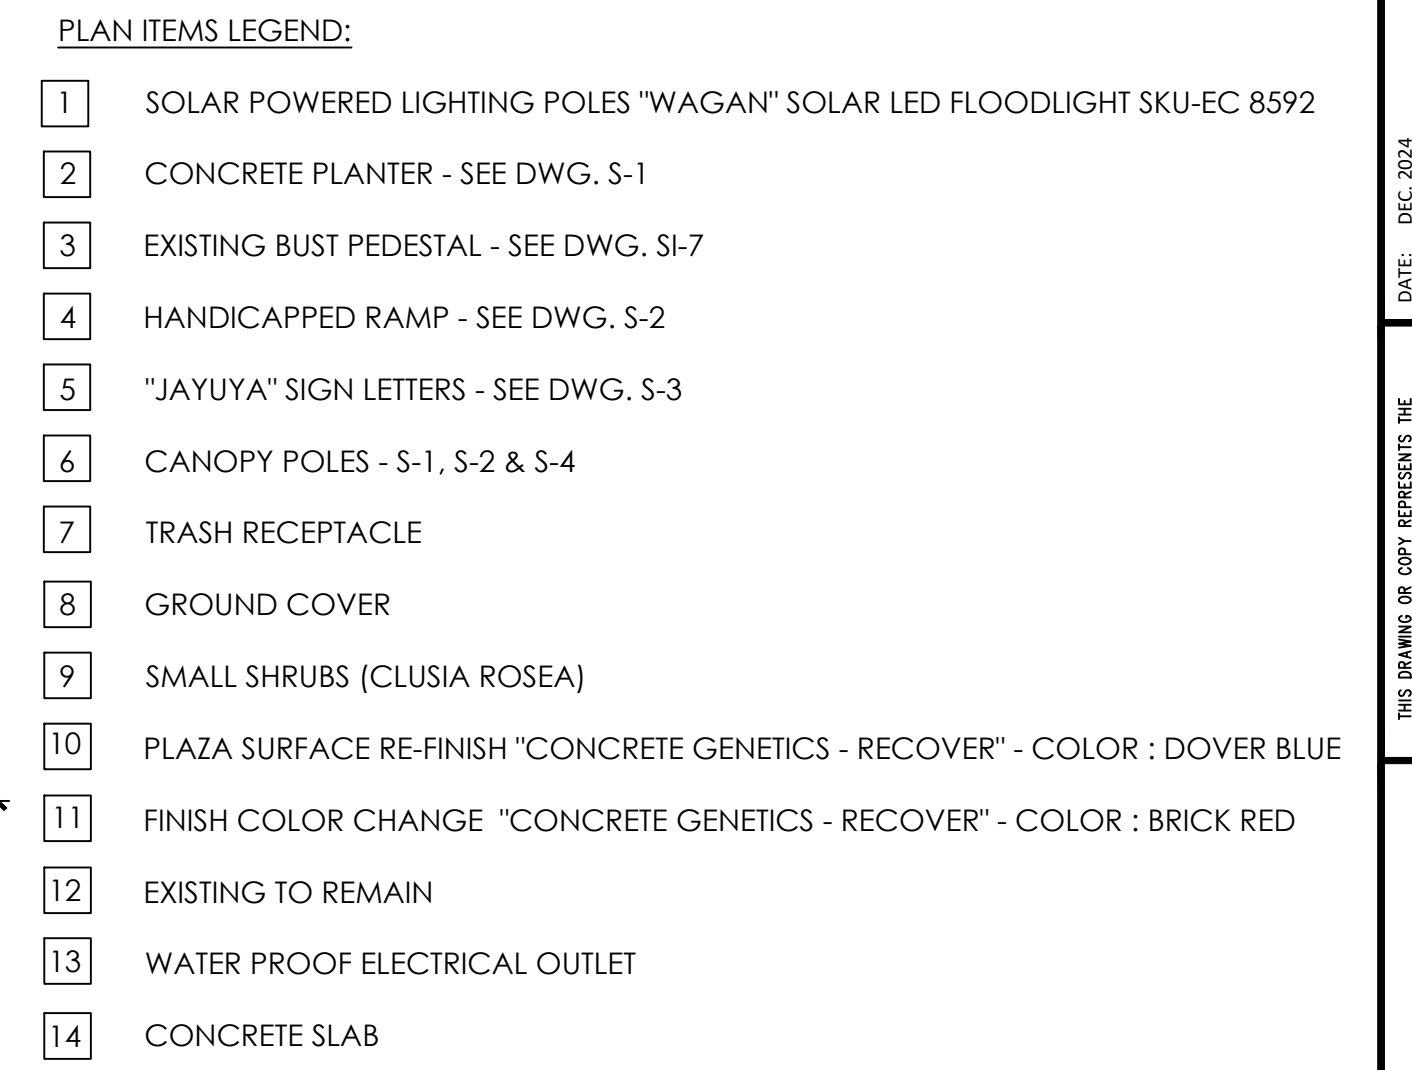 PLAN ITEMS LEGEND:
1 SOLAR POWERED LIGHTING POLES "WAGAN" SOLAR LED FLOODLIGHT SKU-EC 8592
2 CONCRETE PLANTER - SEE DWG. S-1
3 EXISTING BUST PEDESTAL - SEE DWG. SI-7
4 HANDICAPPED RAMP - SEE DWG. S-2
5 "JAYUYA" SIGN LETTERS - SEE DWG. S-3
6 CANOPY POLES - S-1, S-2 & S-4
7 TRASH RECEPTACLE
8 GROUND COVER
9 SMALL SHRUBS (CLUSIA ROSEA)
10 PLAZA SURFACE RE-FINISH "CONCRETE GENETICS - RECOVER" - COLOR : DOVER BLUE
11 FINISH COLOR CHANGE "CONCRETE GENETICS - RECOVER" - COLOR : BRICK RED
12 EXISTING TO REMAIN
13 WATER PROOF ELECTRICAL OUTLET
14 CONCRETE SLAB
DATE: DEC. 2024
THIS DRAWING OR COPY REPRESENTS THE